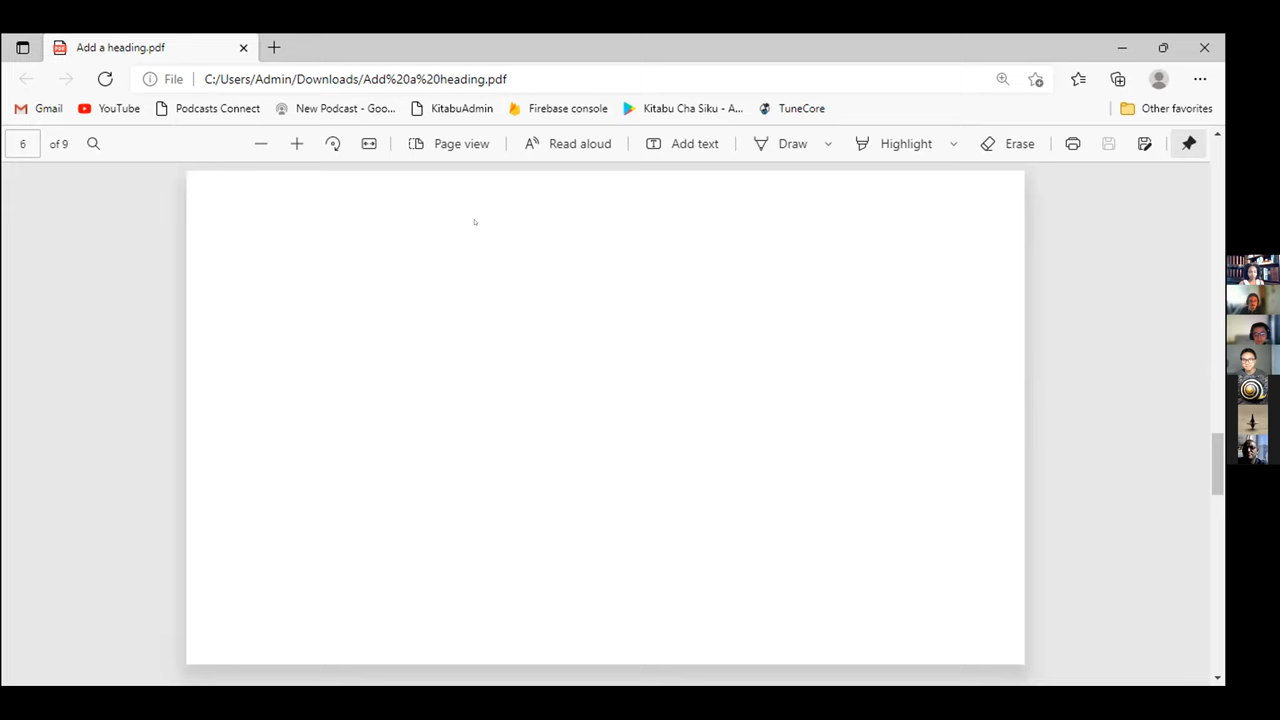 Add a heading.pdf
File C:/Users/Admin/Downloads/Add%20a%20heading.pdf
Gmail YouTube Podcasts Connect New Podcast - Goo... KitabuAdmin Firebase console Kitabu Cha Siku - A... TuneCore Other favorites
6 of 9 Page view Read aloud Add text Draw Highlight Erase